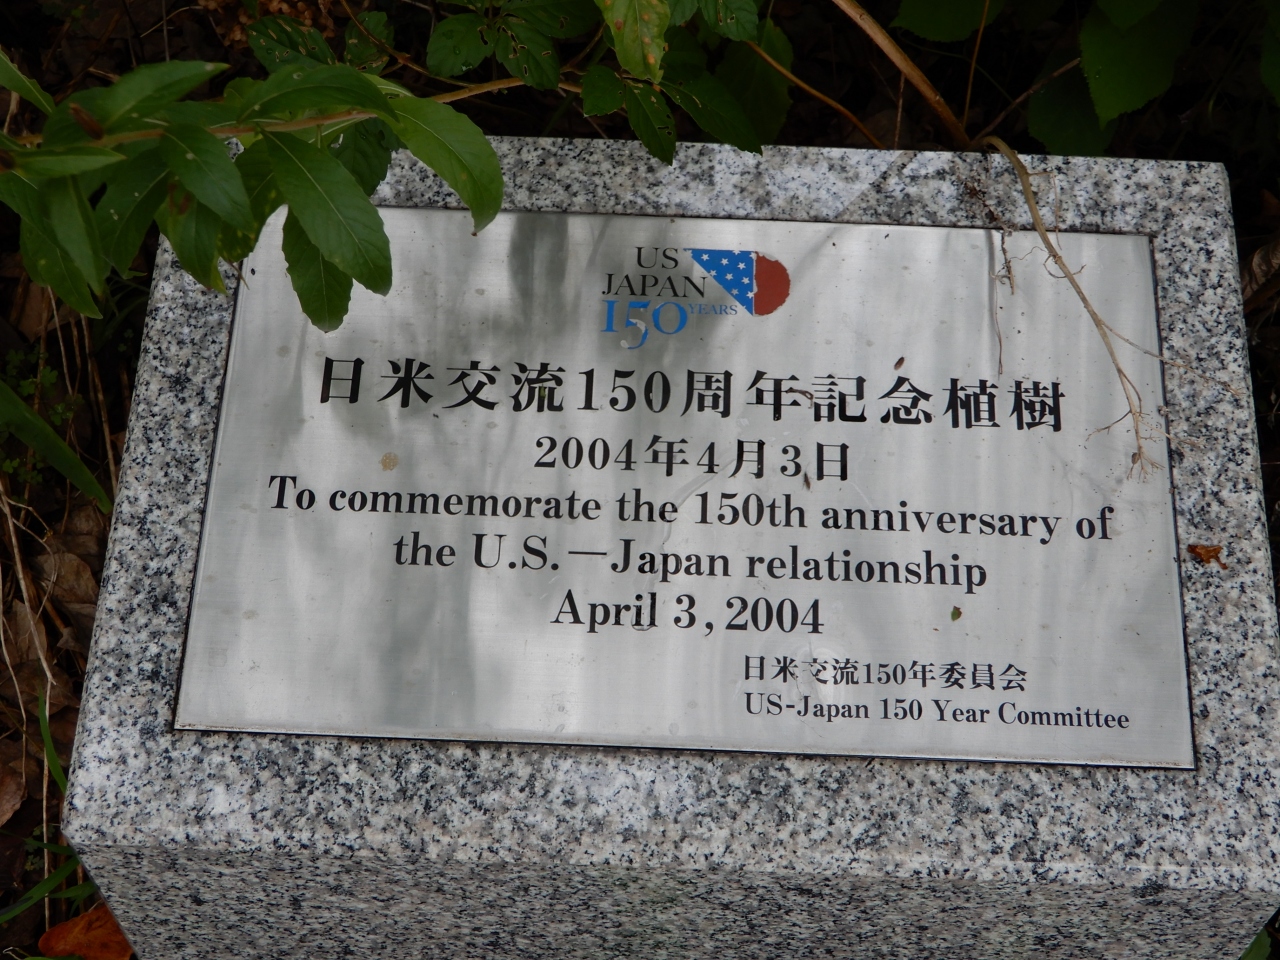 US
JAPAN
150 YEARS
日米交流150周年記念植樹
2004年4月3日
To commemorate the 150th anniversary of
the U.S.—Japan relationship
April 3, 2004
日米交流150年委員会
US-Japan 150 Year Committee